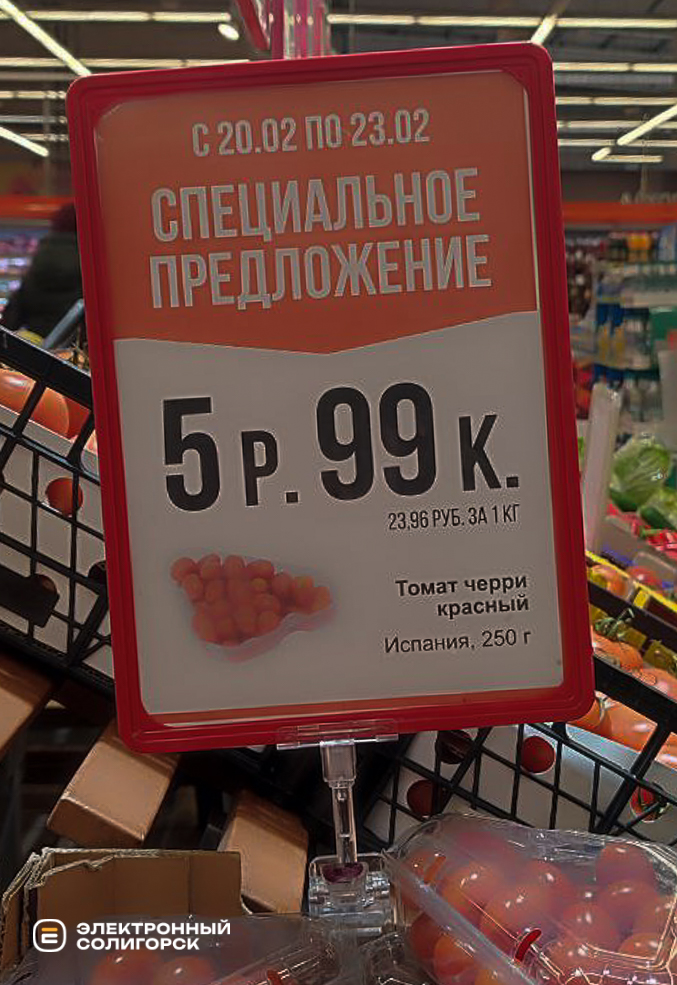 С 20.02 ПО 23.02
СПЕЦИАЛЬНОЕ
ПРЕДЛОЖЕНИЕ
5 Р. 99 К.
23,96 РУБ. ЗА 1 КГ
Томат черри
красный
Испания, 250 г
ЭЛЕКТРОННЫЙ
СОЛИГОРСК